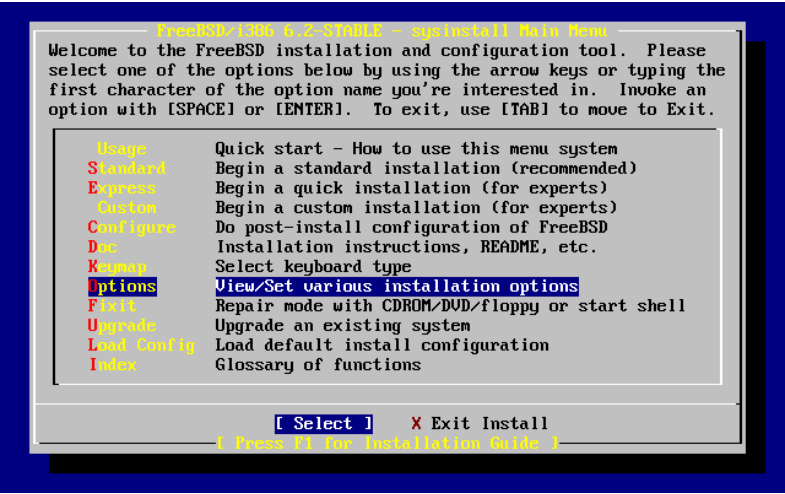 FreeBSD/i386 6.2-STABLE - sysinstall Main Menu
Welcome to the FreeBSD installation and configuration tool.  Please
select one of the options below by using the arrow keys or typing the
first character of the option name you're interested in.  Invoke an
option with [SPACE] or [ENTER].  To exit, use [TAB] to move to Exit.
Usage Quick start - How to use this menu system
Standard Begin a standard installation (recommended)
Express Begin a quick installation (for experts)
Custom Begin a custom installation (for experts)
Configure Do post-install configuration of FreeBSD
Doc Installation instructions, README, etc.
Keymap Select keyboard type
Options View/Set various installation options
Fixit Repair mode with CDROM/DVD/floppy or start shell
Upgrade Upgrade an existing system
Load Config Load default install configuration
Index Glossary of functions
[ Select ] X Exit Install
[ Press F1 for Installation Guide ]